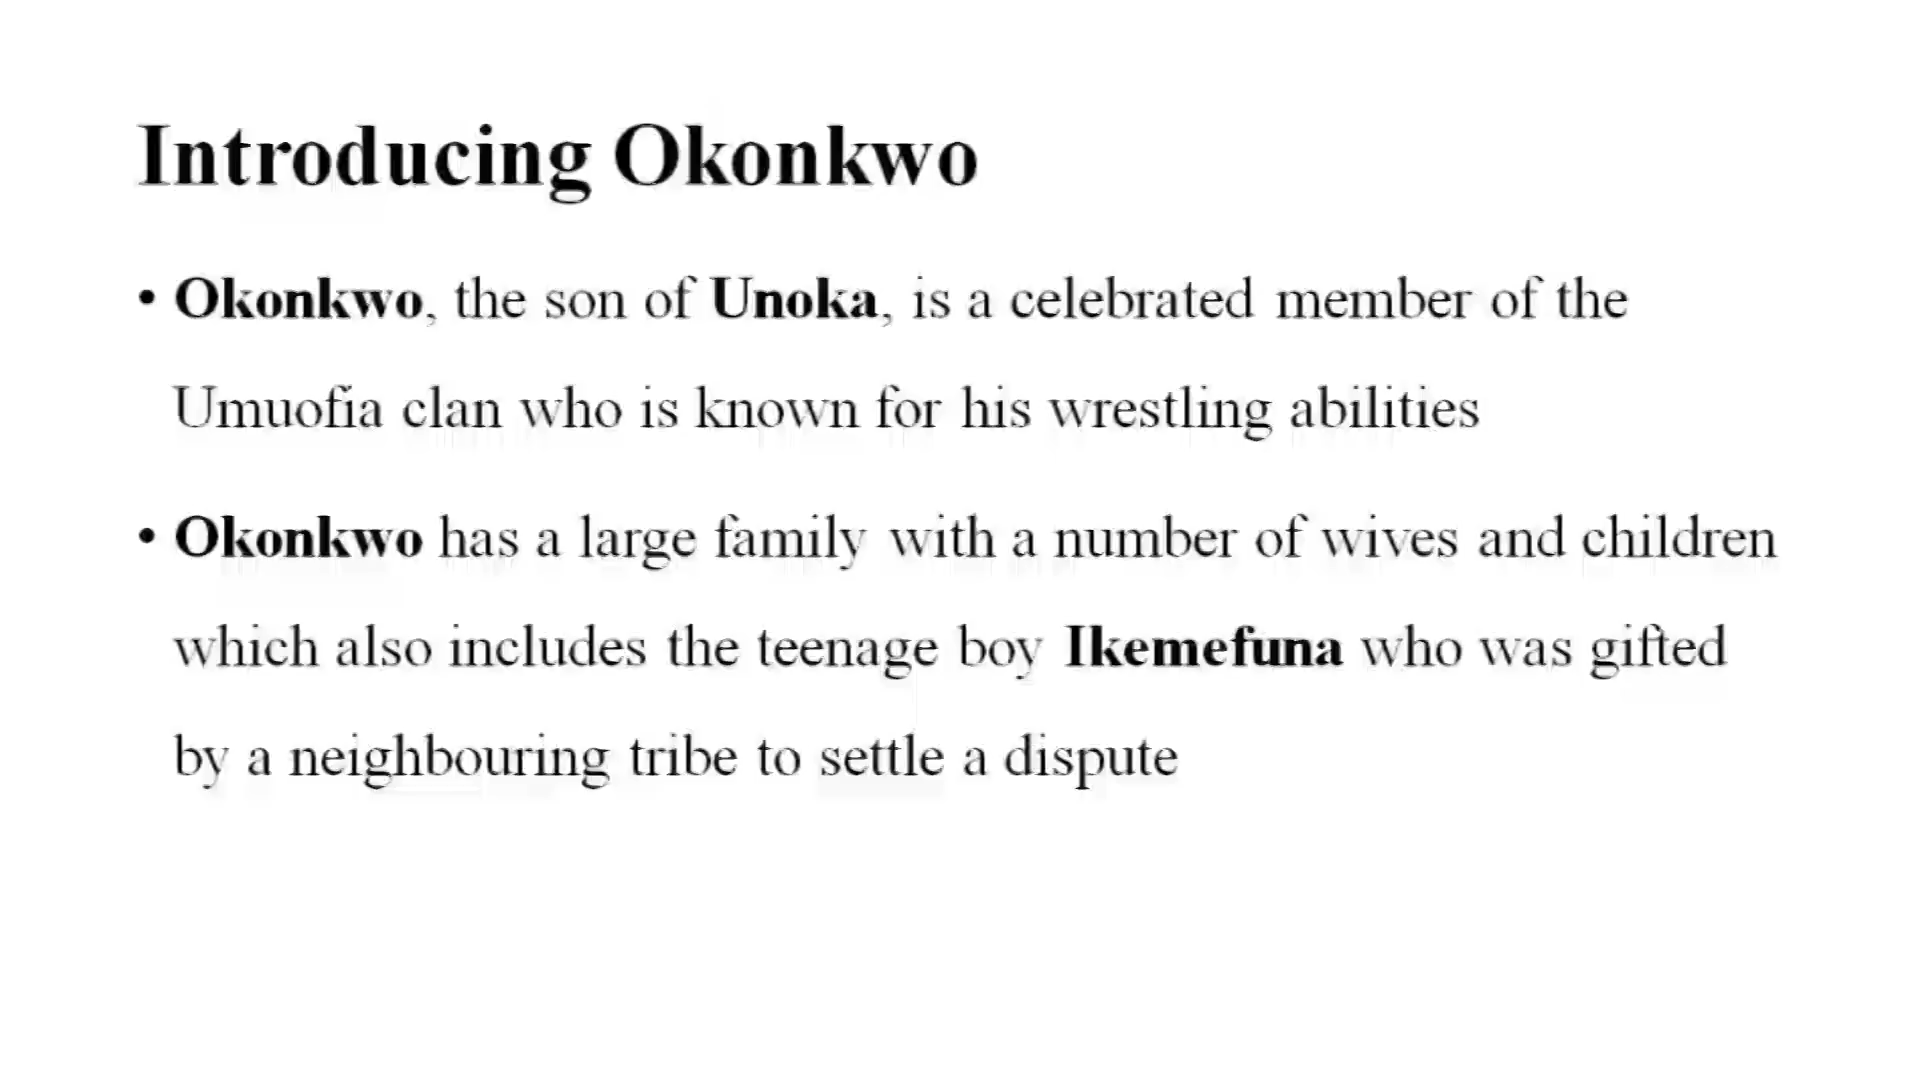 Introducing Okonkwo
• Okonkwo, the son of Unoka, is a celebrated member of the
Umuofia clan who is known for his wrestling abilities
• Okonkwo has a large family with a number of wives and children
which also includes the teenage boy Ikemefuna who was gifted
by a neighbouring tribe to settle a dispute